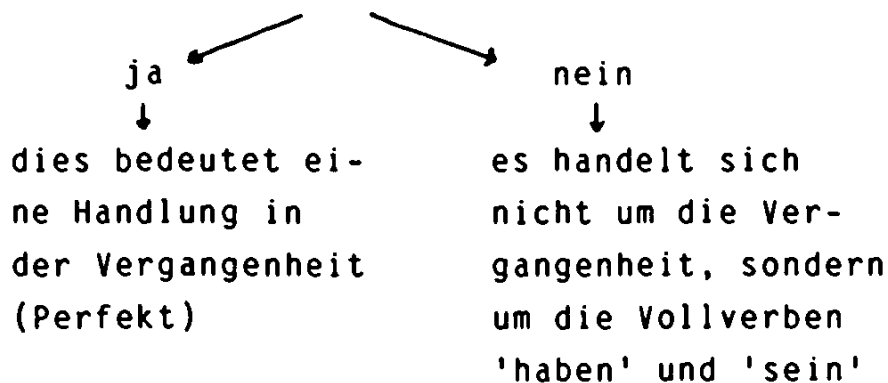 ja
nein
dies bedeutet ei-
ne Handlung in
der Vergangenheit
(Perfekt)
es handelt sich
nicht um die Ver-
gangenheit, sondern
um die Vollverben
'haben' und 'sein'